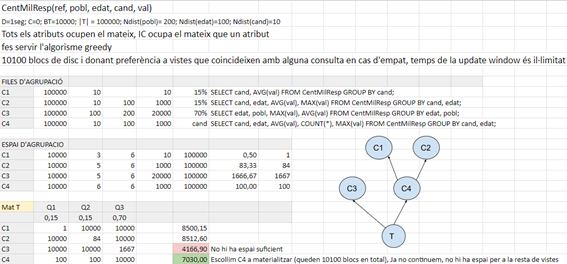 CentMilResp(ref, pobl, edat, cand, val)
D=1seg; C=0; BT=10000; |T| = 100000; Ndist(pobl)= 200; Ndist(edat)=100; Ndist(cand)=10
Tots els atributs ocupen el mateix, IC ocupa el mateix que un atribut
fes servir l'algorisme greedy
10100 blocs de disc i donant preferència a vistes que coincideixen amb alguna consulta en cas d'empat, temps de la update window és il·limitat
FILES D'AGRUPACIÓ
C1 100000 10 10 15% SELECT cand, AVG(val) FROM CentMilResp GROUP BY cand;
C2 100000 10 100 1000 15% SELECT cand, edat, AVG(val), MAX(val) FROM CentMilResp GROUP BY cand, edat;
C3 100000 100 200 20000 70% SELECT edat, pobl, MAX(val), AVG(val) FROM CentMilResp GROUP BY edat, pobl;
C4 100000 10 100 1000 cand SELECT cand, edat, AVG(val), COUNT(*), MAX(val) FROM CentMilResp GROUP BY cand, edat;
ESPAI D'AGRUPACIÓ
C1 10000 3 6 10 100000 0,50 1
C2 10000 5 6 1000 100000 83,33 84
C3 10000 5 6 20000 100000 1666,67 1667
C4 10000 6 6 1000 100000 100,00 100
C1 C2
C3 C4
T
Mat T Q1 Q2 Q3
0,15 0,15 0,70
C1 1 10000 10000 8500,15
C2 10000 84 10000 8512,60
C3 10000 10000 1667 4166,90 No hi ha espai suficient
C4 100 100 10000 7030,00 Escollim C4 a materialitzar (queden 10100 blocs en total), Ja no continuem, no hi ha espai per a la resta de vistes